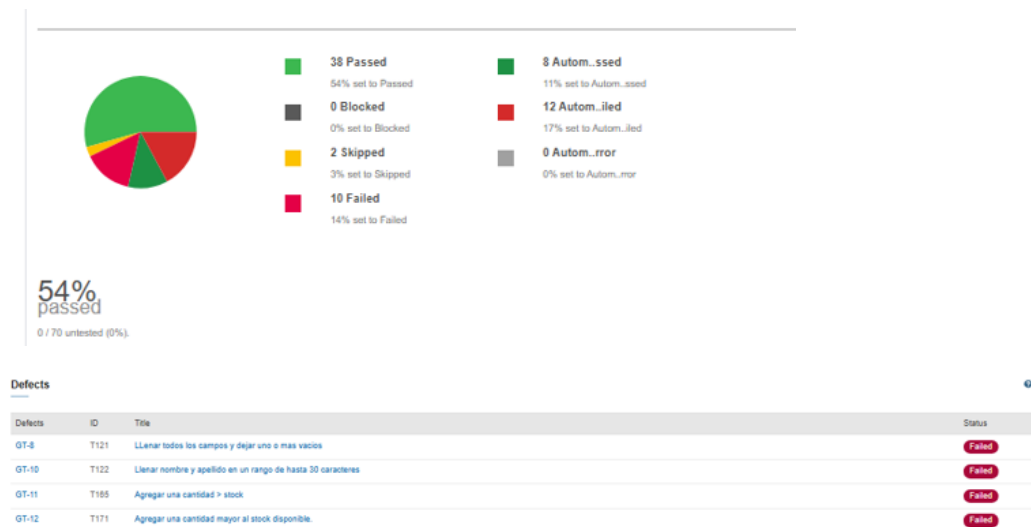 38 Passed
54% set to Passed
8 Autom..ssed
11% set to Autom..ssed
0 Blocked
0% set to Blocked
12 Autom..iled
17% set to Autom..iled
2 Skipped
3% set to Skipped
0 Autom..rror
0% set to Autom..rror
10 Failed
14% set to Failed
54%
passed
0 / 70 untested (0%).
Defects
Defects ID Title Status
GT-8 T121 LLenar todos los campos y dejar uno o mas vacios Failed
GT-10 T122 Llenar nombre y apellido en un rango de hasta 30 caracteres Failed
GT-11 T165 Agregar una cantidad > stock Failed
GT-12 T171 Agregar una cantidad mayor al stock disponible. Failed